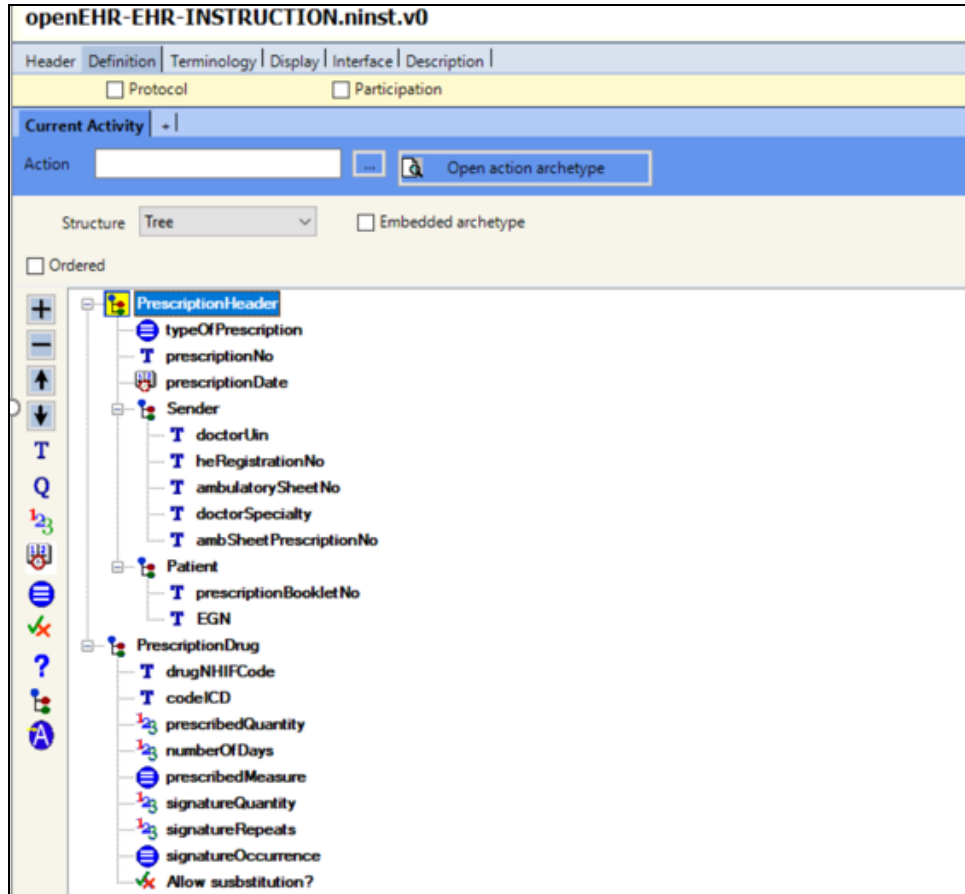 openEHR-EHR-INSTRUCTION.ninst.v0
Header Definition Terminology Display Interface Description
Protocol Participation
Current Activity +
Action ... Open action archetype
Structure Tree Embedded archetype
Ordered
PrescriptionHeader
typeOfPrescription
prescriptionNo
prescriptionDate
Sender
doctorUin
T heRegistrationNo
ambulatorySheetNo
doctorSpecialty
ambSheetPrescriptionNo
Patient
prescriptionBookletNo
EGN
PrescriptionDrug
drugNHIFCode
codeICD
prescribedQuantity
numberOfDays
prescribedMeasure
signatureQuantity
signatureRepeats
signatureOccurrence
Allow susbstitution?